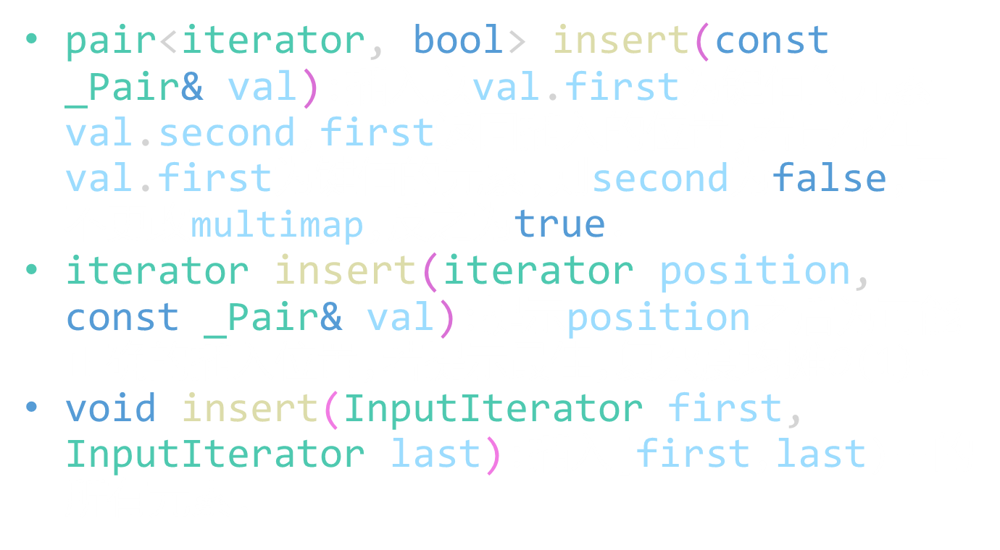 • pair<iterator, bool> insert(const
_Pair& val) val.first
val.second first
val.first second false
multimap true
• iterator insert(iterator position,
const _Pair& val) position
• void insert(InputIterator first,
InputIterator last) first last